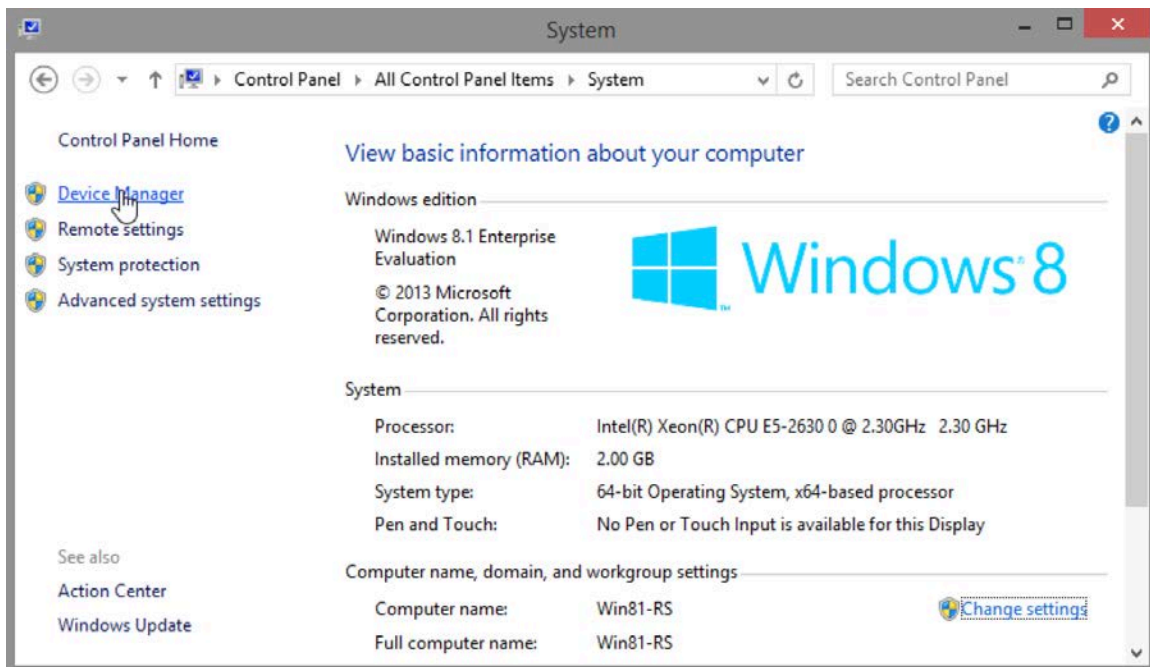 System
Control Panel All Control Panel Items System
Search Control Panel
Control Panel Home
Device Manager
Remote settings
System protection
Advanced system settings
See also
Action Center
Windows Update
View basic information about your computer
Windows edition
Windows 8.1 Enterprise
Evaluation
© 2013 Microsoft
Corporation. All rights
reserved.
Windows® 8
™
System
Processor: Intel(R) Xeon(R) CPU E5-2630 0 @ 2.30GHz 2.30 GHz
Installed memory (RAM): 2.00 GB
System type: 64-bit Operating System, x64-based processor
Pen and Touch: No Pen or Touch Input is available for this Display
Computer name, domain, and workgroup settings
Computer name: Win81-RS
Change settings
Full computer name: Win81-RS